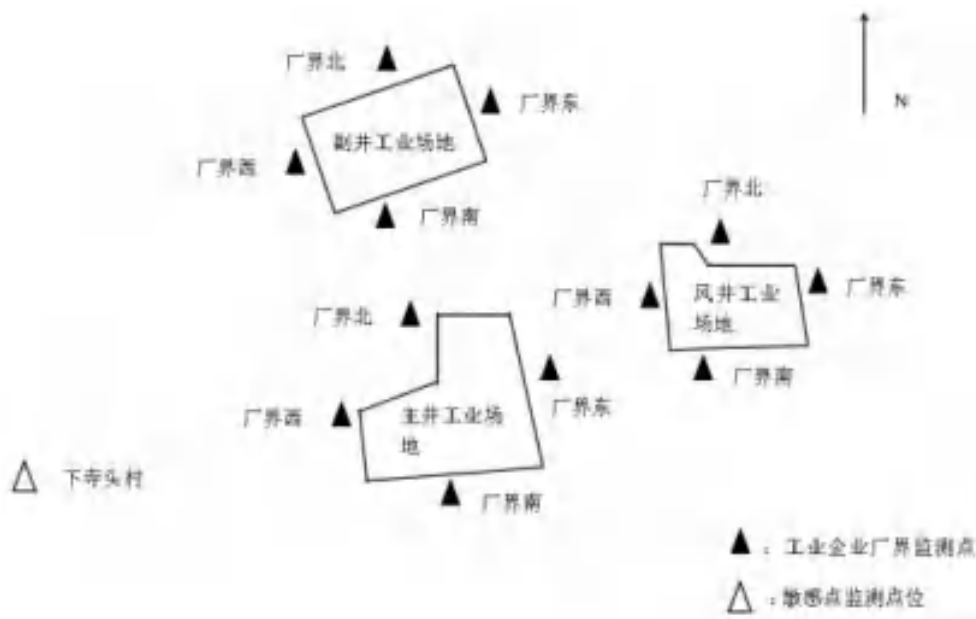 厂界北
厂界东
N
副井工业场地
厂界西
厂界南
厂界北
厂界西
风井工业
场地
厂界东
厂界北
厂界南
厂界东
厂界西
主井工业场
地
下寺头村
厂界南
▲：工业企业厂界监测点
△：敏感点监测点位